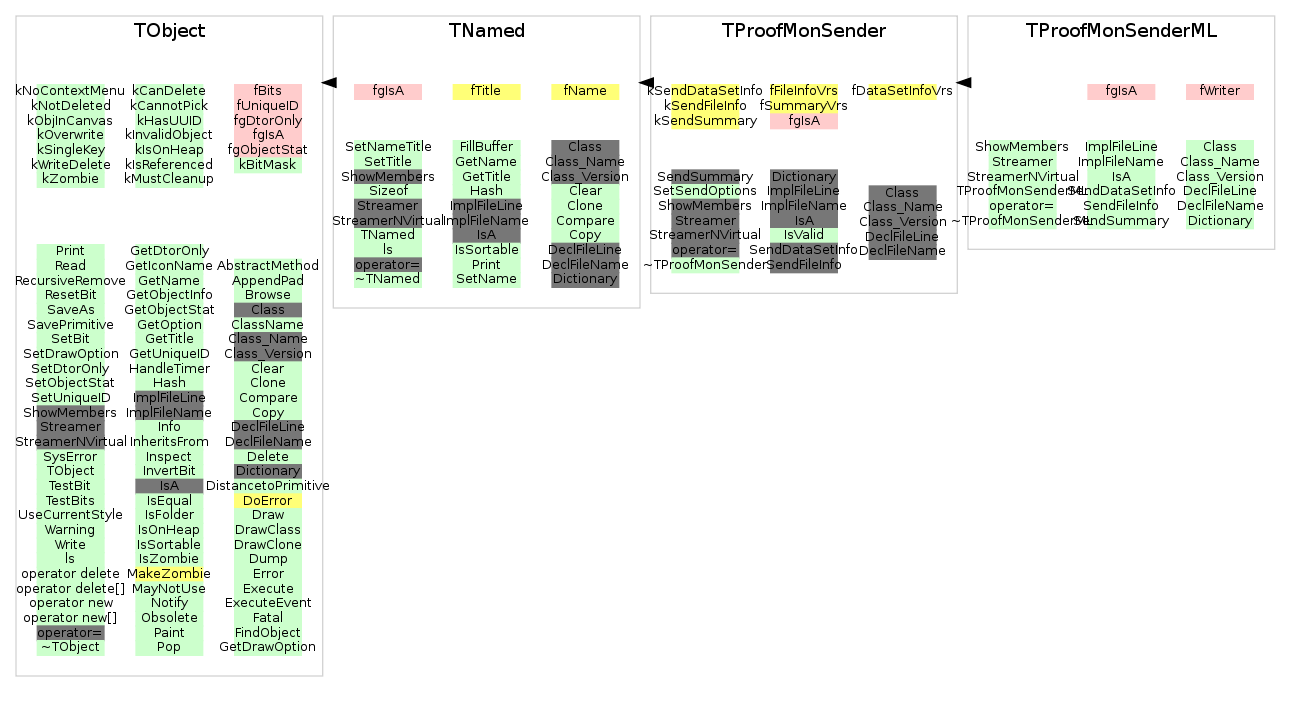 TObject
kNoContextMenu
kNotDeleted
kObjInCanvas
kOverwrite
kSingleKey
kWriteDelete
kZombie
kCanDelete
kCannotPick
kHasUUID
kInvalidObject
kIsOnHeap
kIsReferenced
kMustCleanup
fBits
fUniqueID
fgDtorOnly
fgIsA
fgObjectStat
kBitMask
Print
Read
RecursiveRemove
ResetBit
SaveAs
SavePrimitive
SetBit
SetDrawOption
SetDtorOnly
SetObjectStat
SetUniqueID
ShowMembers
Streamer
StreamerNVirtual
SysError
TObject
TestBit
TestBits
UseCurrentStyle
Warning
Write
ls
operator delete
operator delete[]
operator new
operator new[]
operator=
~TObject
GetDtorOnly
GetIconName
GetName
GetObjectInfo
GetObjectStat
GetOption
GetTitle
GetUniqueID
HandleTimer
Hash
ImplFileLine
ImplFileName
Info
InheritsFrom
Inspect
InvertBit
IsA
IsEqual
IsFolder
IsOnHeap
IsSortable
IsZombie
MakeZombie
MayNotUse
Notify
Obsolete
Paint
Pop
AbstractMethod
AppendPad
Browse
Class
ClassName
Class_Name
Class_Version
Clear
Clone
Compare
Copy
DeclFileLine
DeclFileName
Delete
Dictionary
DistancetoPrimitive
DoError
Draw
DrawClass
DrawClone
Dump
Error
Execute
ExecuteEvent
Fatal
FindObject
GetDrawOption
TNamed
fgIsA
fTitle
fName
SetNameTitle
SetTitle
ShowMembers
Sizeof
Streamer
StreamerNVirtual
TNamed
ls
operator=
~TNamed
FillBuffer
GetName
GetTitle
Hash
ImplFileLine
ImplFileName
IsA
IsSortable
Print
SetName
Class
Class_Name
Class_Version
Clear
Clone
Compare
Copy
DeclFileLine
DeclFileName
Dictionary
TProofMonSender
kSendDataSetInfo
kSendFileInfo
kSendSummary
fFileInfoVrs
fSummaryVrs
fgIsA
fDataSetInfoVrs
SendSummary
SetSendOptions
ShowMembers
Streamer
StreamerNVirtual
operator=
~TProofMonSender
Dictionary
ImplFileLine
ImplFileName
IsA
IsValid
SendDataSetInfo
SendFileInfo
Class
Class_Name
Class_Version
DeclFileLine
DeclFileName
TProofMonSenderML
fgIsA
fWriter
ShowMembers
Streamer
StreamerNVirtual
TProofMonSenderML
operator=
~TProofMonSenderML
ImplFileLine
ImplFileName
IsA
SendDataSetInfo
SendFileInfo
SendSummary
Class
Class_Name
Class_Version
DeclFileLine
DeclFileName
Dictionary